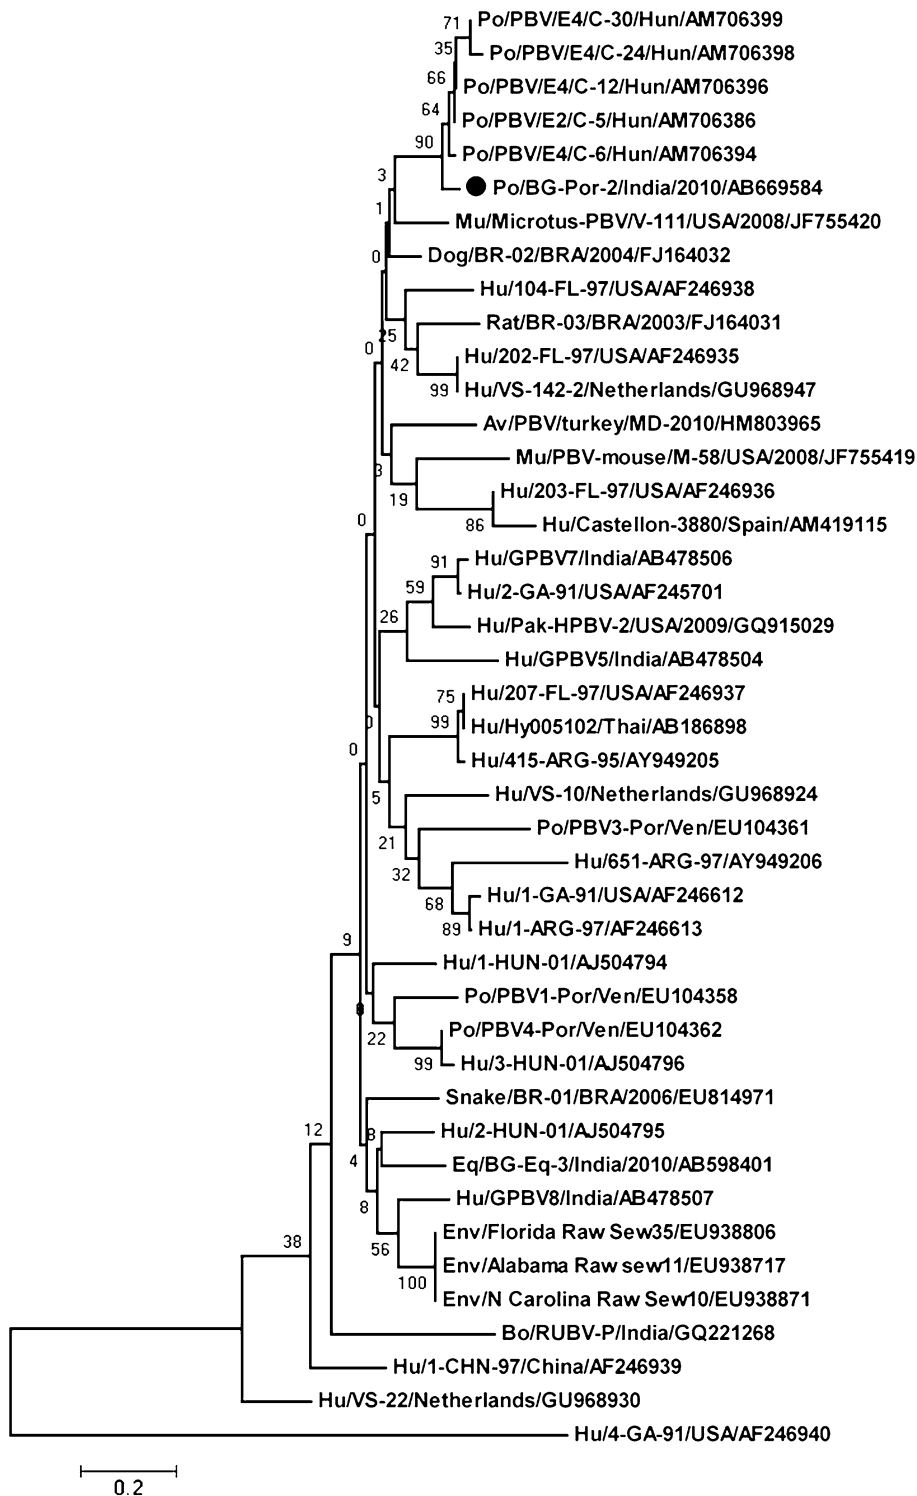 71 Po/PBV/E4/C-30/Hun/AM706399
35 Po/PBV/E4/C-24/Hun/AM706398
66 Po/PBV/E4/C-12/Hun/AM706396
64 Po/PBV/E2/C-5/Hun/AM706386
90 Po/PBV/E4/C-6/Hun/AM706394
3 Po/BG-Por-2/India/2010/AB669584
1 Mu/Microtus-PBV/V-111/USA/2008/JF755420
0 Dog/BR-02/BRA/2004/FJ164032
Hu/104-FL-97/USA/AF246938
25 Rat/BR-03/BRA/2003/FJ164031
0 42 Hu/202-FL-97/USA/AF246935
99 Hu/VS-142-2/Netherlands/GU968947
Av/PBV/turkey/MD-2010/HM803965
3 Mu/PBV-mouse/M-58/USA/2008/JF755419
19 Hu/203-FL-97/USA/AF246936
0 86 Hu/Castellon-3880/Spain/AM419115
91 Hu/GPBV7/India/AB478506
59 Hu/2-GA-91/USA/AF245701
26 Hu/Pak-HPBV-2/USA/2009/GQ915029
Hu/GPBV5/India/AB478504
75 Hu/207-FL-97/USA/AF246937
0 99 Hu/Hy005102/Thai/AB186898
0 Hu/415-ARG-95/AY949205
5 Hu/VS-10/Netherlands/GU968924
21 Po/PBV3-Por/Ven/EU104361
32 Hu/651-ARG-97/AY949206
68 Hu/1-GA-91/USA/AF246612
89 Hu/1-ARG-97/AF246613
9 Hu/1-HUN-01/AJ504794
Po/PBV1-Por/Ven/EU104358
22 Po/PBV4-Por/Ven/EU104362
99 Hu/3-HUN-01/AJ504796
Snake/BR-01/BRA/2006/EU814971
12 8 Hu/2-HUN-01/AJ504795
4 Eq/BG-Eq-3/India/2010/AB598401
8 Hu/GPBV8/India/AB478507
38 56 Env/Florida Raw Sew35/EU938806
100 Env/Alabama Raw sew11/EU938717
Env/N Carolina Raw Sew10/EU938871
Bo/RUBV-P/India/GQ221268
Hu/1-CHN-97/China/AF246939
Hu/VS-22/Netherlands/GU968930
Hu/4-GA-91/USA/AF246940
0.2